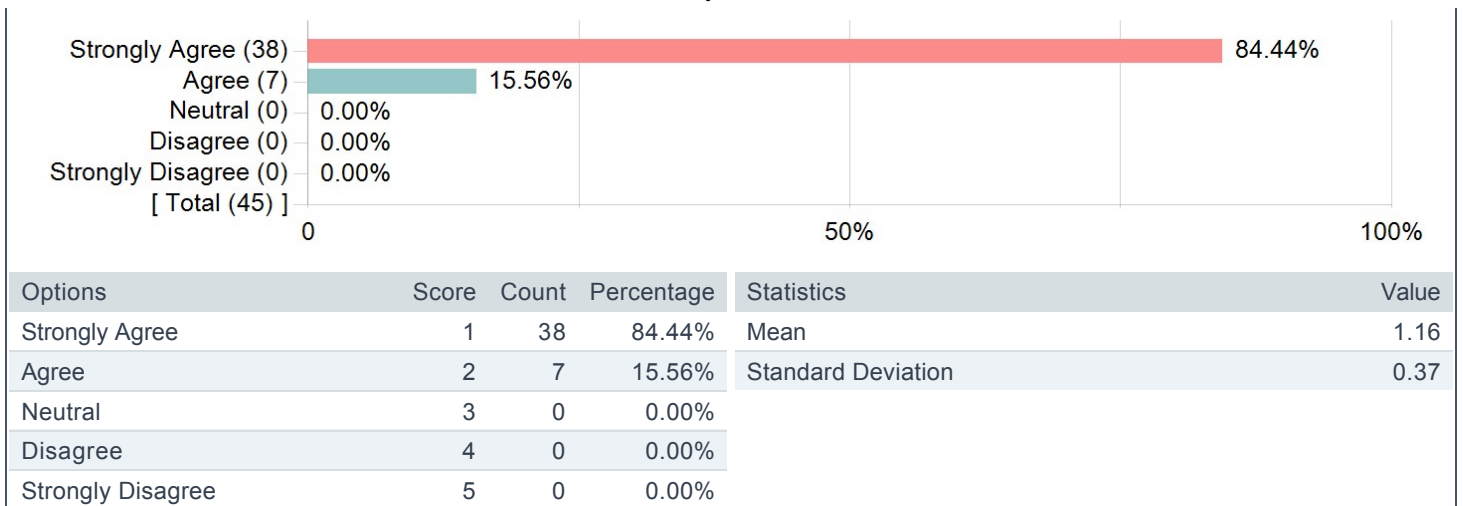 Strongly Agree (38) 84.44%
Agree (7) 15.56%
Neutral (0) 0.00%
Disagree (0) 0.00%
Strongly Disagree (0) 0.00%
[ Total (45) ]
0 50% 100%
Options Score Count Percentage Statistics Value
Strongly Agree 1 38 84.44% Mean 1.16
Agree 2 7 15.56% Standard Deviation 0.37
Neutral 3 0 0.00%
Disagree 4 0 0.00%
Strongly Disagree 5 0 0.00%